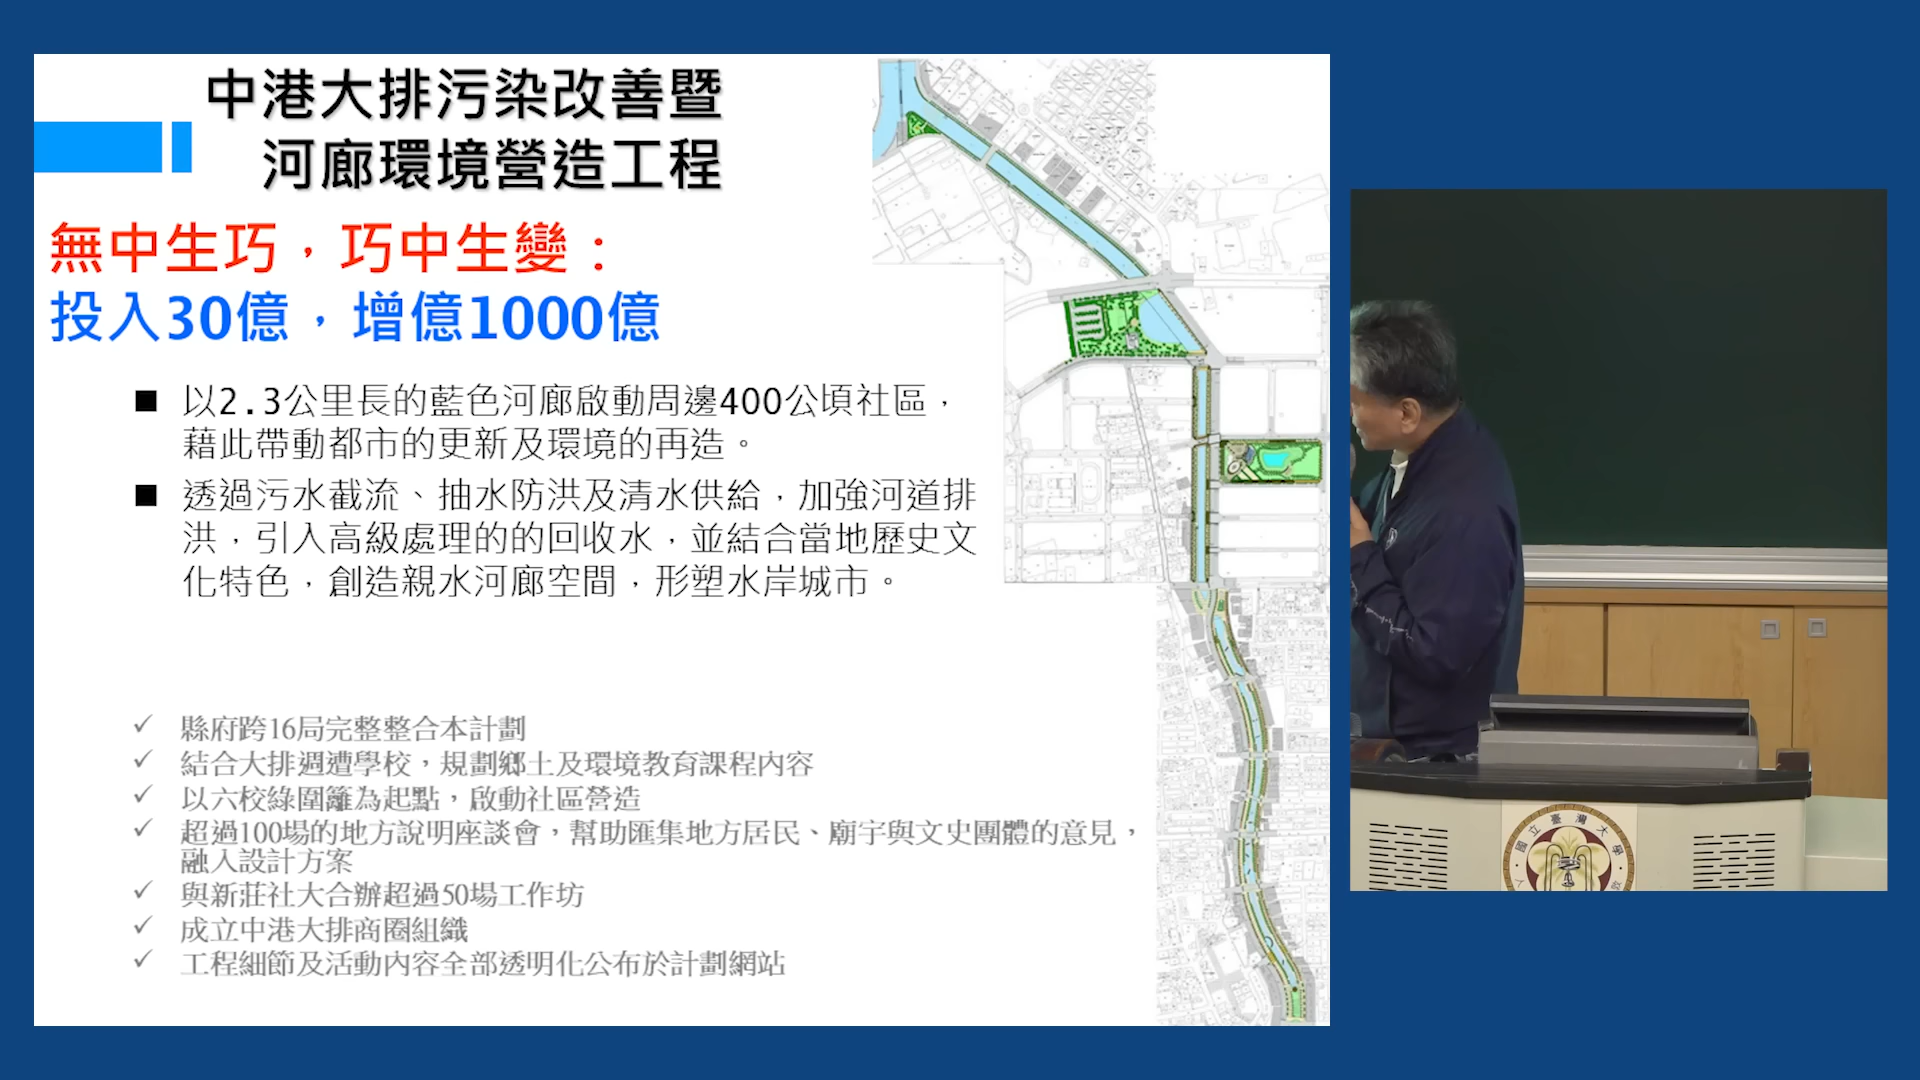 中港大排污染改善暨
河廊環境營造工程
無中生巧，巧中生變：
投入30億，增億1000億
■ 以2.3公里長的藍色河廊啟動周邊400公頃社區，
藉此帶動都市的更新及環境的再造。
■ 透過污水截流、抽水防洪及清水供給，加強河道排
洪，引入高級處理的的回收水，並結合當地歷史文
化特色，創造親水河廊空間，形塑水岸城市。
✓ 縣府跨16局完整整合本計劃
✓ 結合大排週遭學校，規劃鄉土及環境教育課程內容
✓ 以六校綠圍籬為起點，啟動社區營造
✓ 超過100場的地方說明座談會，幫助匯集地方居民、廟宇與文史團體的意見，
融入設計方案
✓ 與新莊社大合辦超過50場工作坊
✓ 成立中港大排商圈組織
✓ 工程細節及活動內容全部透明化公布於計劃網站
國立臺灣大學